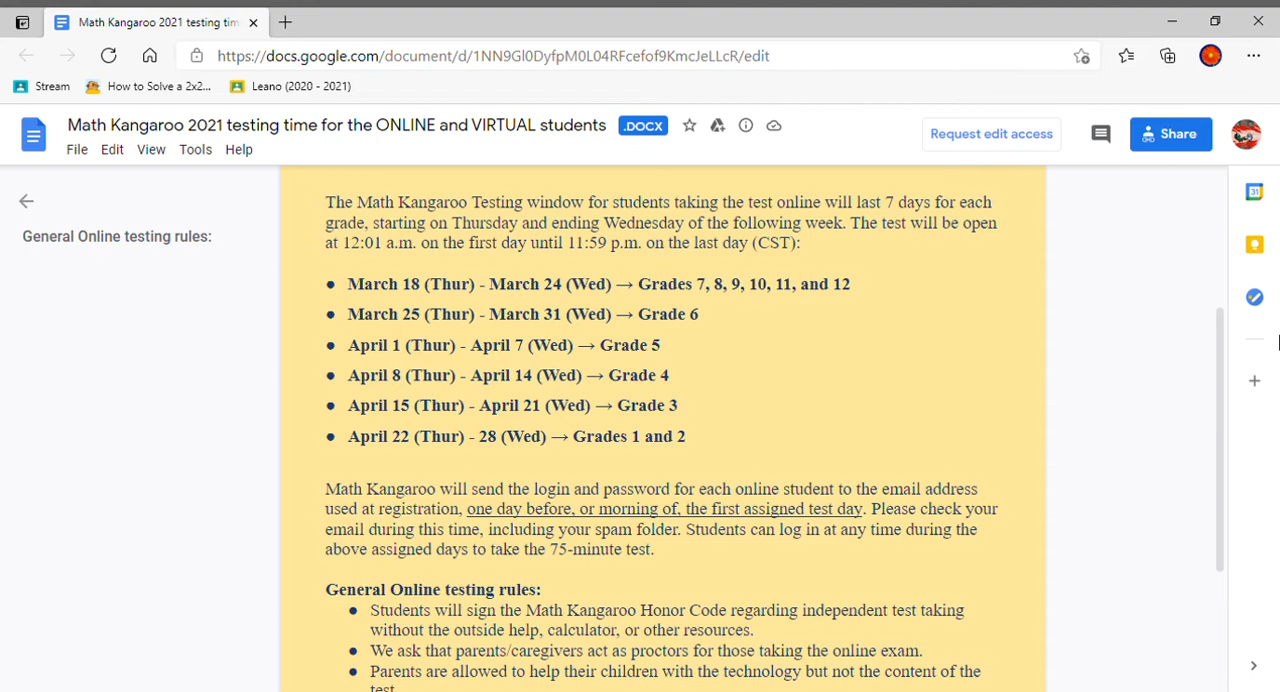 Math Kangaroo 2021 testing tim
https://docs.google.com/document/d/1NN9Gl0DyfpM0L04RFcefof9KmcJeLLcR/edit
Stream
How to Solve a 2x2...
Leano (2020 - 2021)
Math Kangaroo 2021 testing time for the ONLINE and VIRTUAL students
.DOCX
Request edit access
Share
File Edit View Tools Help
General Online testing rules:
31
The Math Kangaroo Testing window for students taking the test online will last 7 days for each
grade, starting on Thursday and ending Wednesday of the following week. The test will be open
at 12:01 a.m. on the first day until 11:59 p.m. on the last day (CST):
● March 18 (Thur) - March 24 (Wed) → Grades 7, 8, 9, 10, 11, and 12
● March 25 (Thur) - March 31 (Wed) → Grade 6
● April 1 (Thur) - April 7 (Wed) → Grade 5
● April 8 (Thur) - April 14 (Wed) → Grade 4
● April 15 (Thur) - April 21 (Wed) → Grade 3
● April 22 (Thur) - 28 (Wed) → Grades 1 and 2
Math Kangaroo will send the login and password for each online student to the email address
used at registration, one day before, or morning of, the first assigned test day. Please check your
email during this time, including your spam folder. Students can log in at any time during the
above assigned days to take the 75-minute test.
General Online testing rules:
● Students will sign the Math Kangaroo Honor Code regarding independent test taking
without the outside help, calculator, or other resources.
● We ask that parents/caregivers act as proctors for those taking the online exam.
● Parents are allowed to help their children with the technology but not the content of the
test.